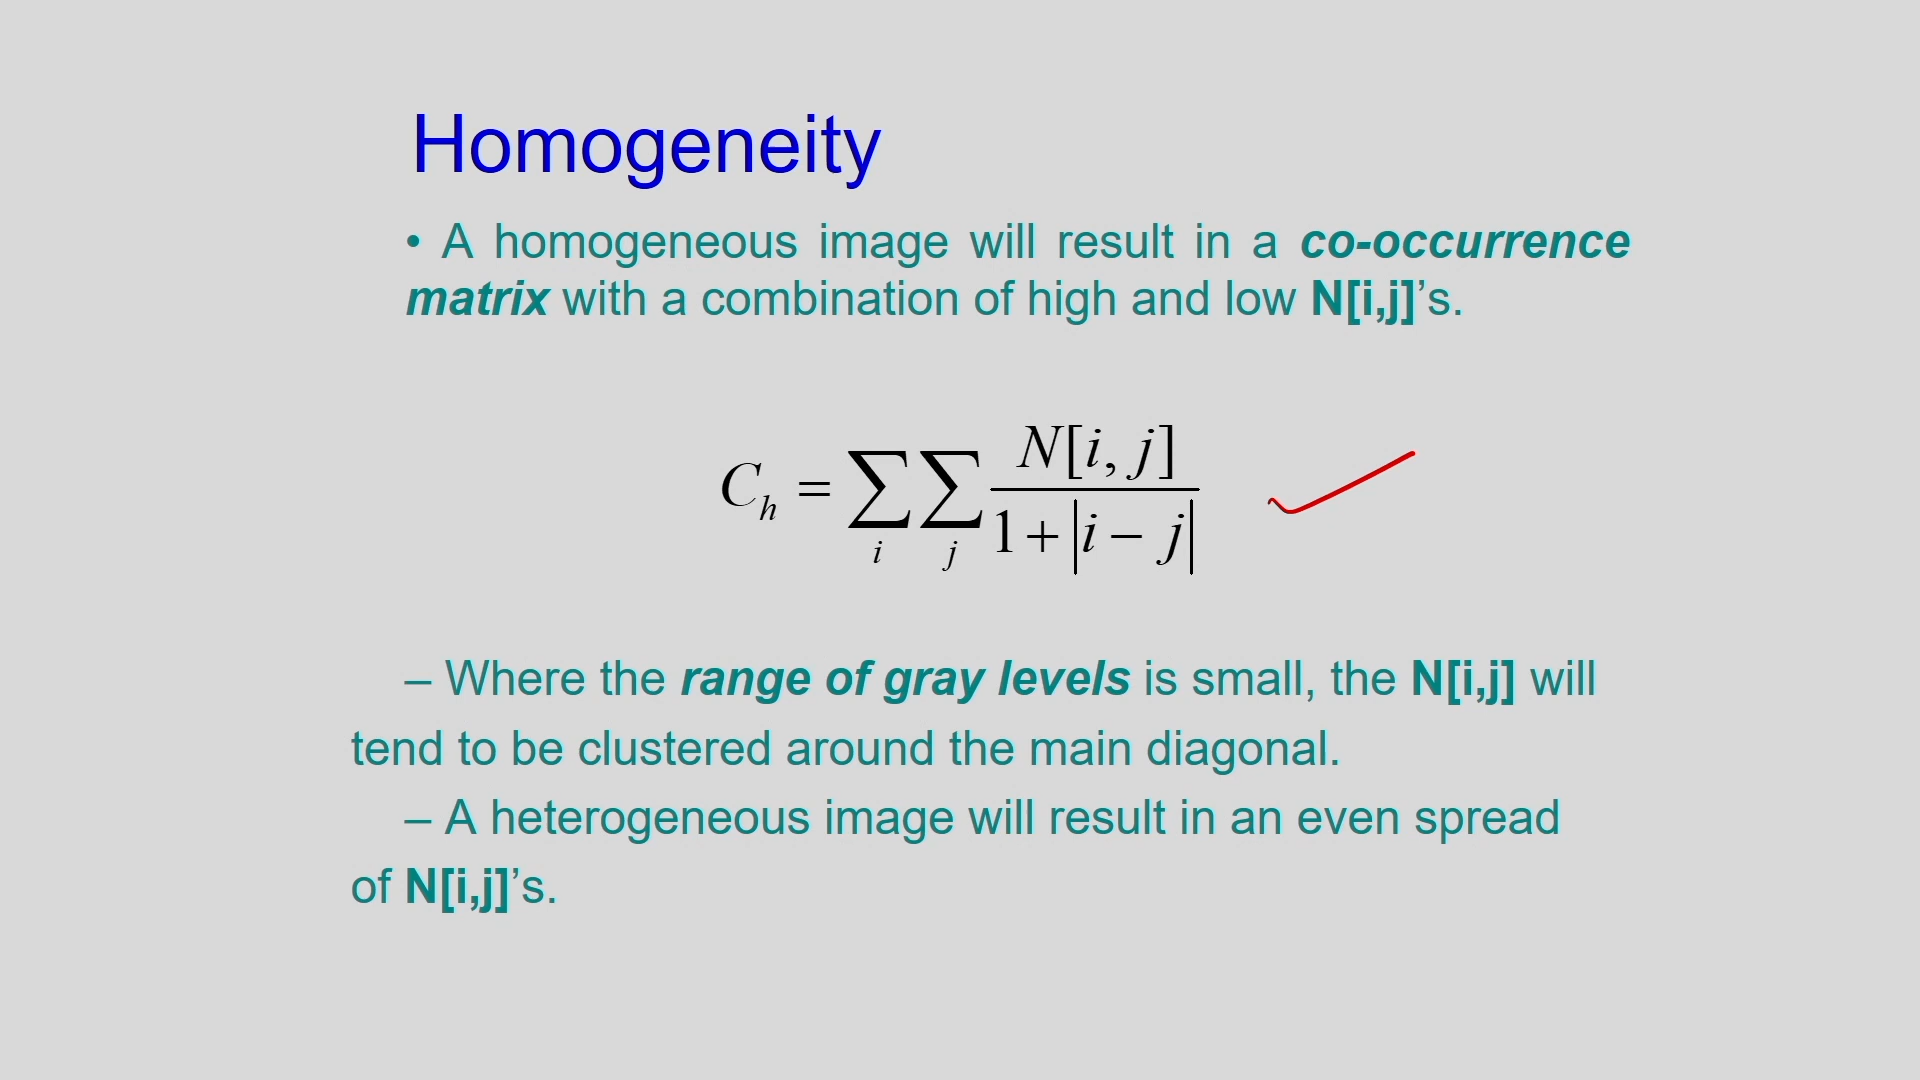 Homogeneity
• A homogeneous image will result in a co-occurrence
matrix with a combination of high and low N[i,j]’s.
C_h = ∑_i ∑_j N[i, j] / (1 + |i − j|)
– Where the range of gray levels is small, the N[i,j] will
tend to be clustered around the main diagonal.
– A heterogeneous image will result in an even spread
of N[i,j]’s.